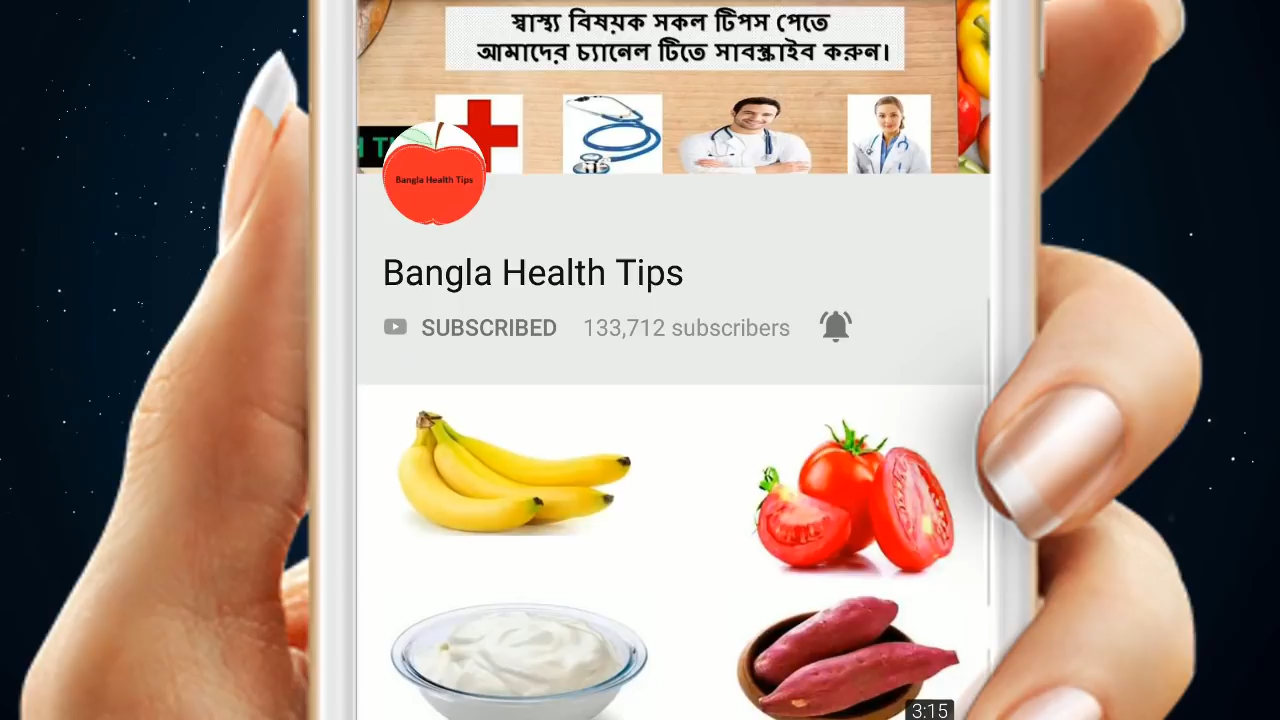 স্বাস্থ্য বিষয়ক সকল টিপস পেতে
আমাদের চ্যানেল টিতে সাবস্ক্রাইব করুন।
Bangla Health Tips
Bangla Health Tips
SUBSCRIBED 133,712 subscribers
3:15